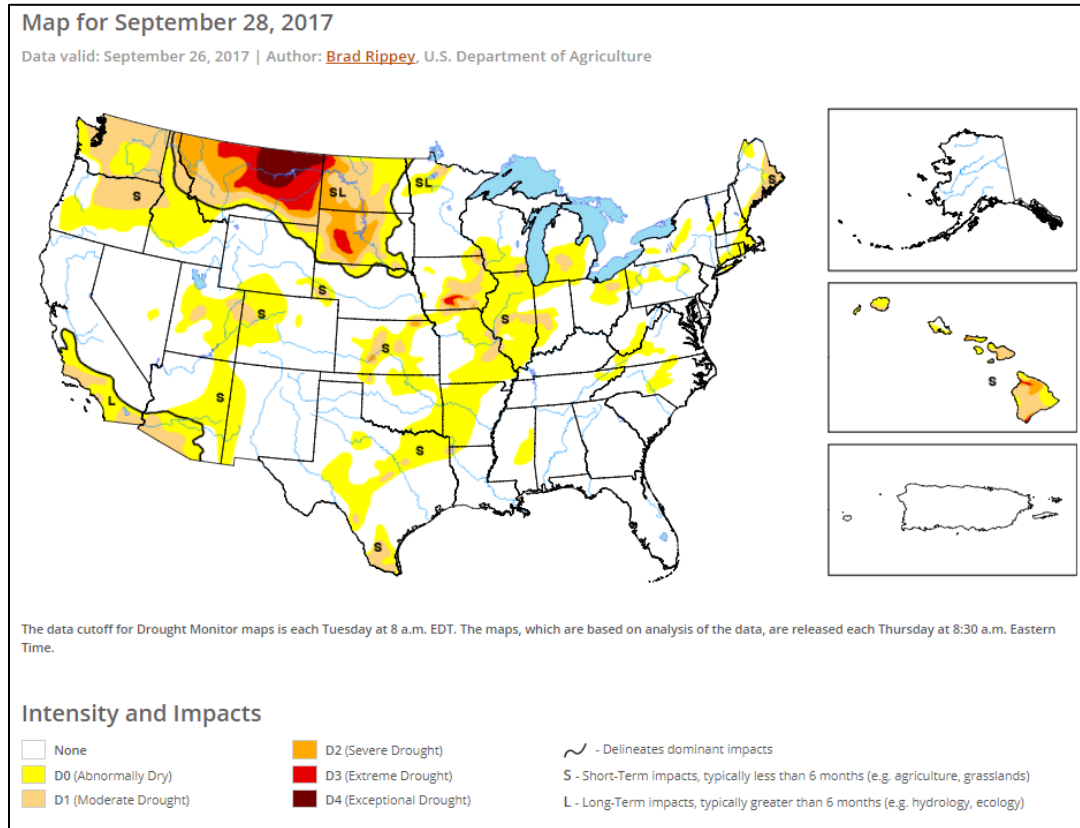 Map for September 28, 2017
Data valid: September 26, 2017 | Author: Brad Rippey, U.S. Department of Agriculture
S
S
SL
SL
S
S
S
S
S
S
L
S
S
S
The data cutoff for Drought Monitor maps is each Tuesday at 8 a.m. EDT. The maps, which are based on analysis of the data, are released each Thursday at 8:30 a.m. Eastern
Time.
Intensity and Impacts
None
D0 (Abnormally Dry)
D1 (Moderate Drought)
D2 (Severe Drought)
D3 (Extreme Drought)
D4 (Exceptional Drought)
- Delineates dominant impacts
S - Short-Term impacts, typically less than 6 months (e.g. agriculture, grasslands)
L - Long-Term impacts, typically greater than 6 months (e.g. hydrology, ecology)